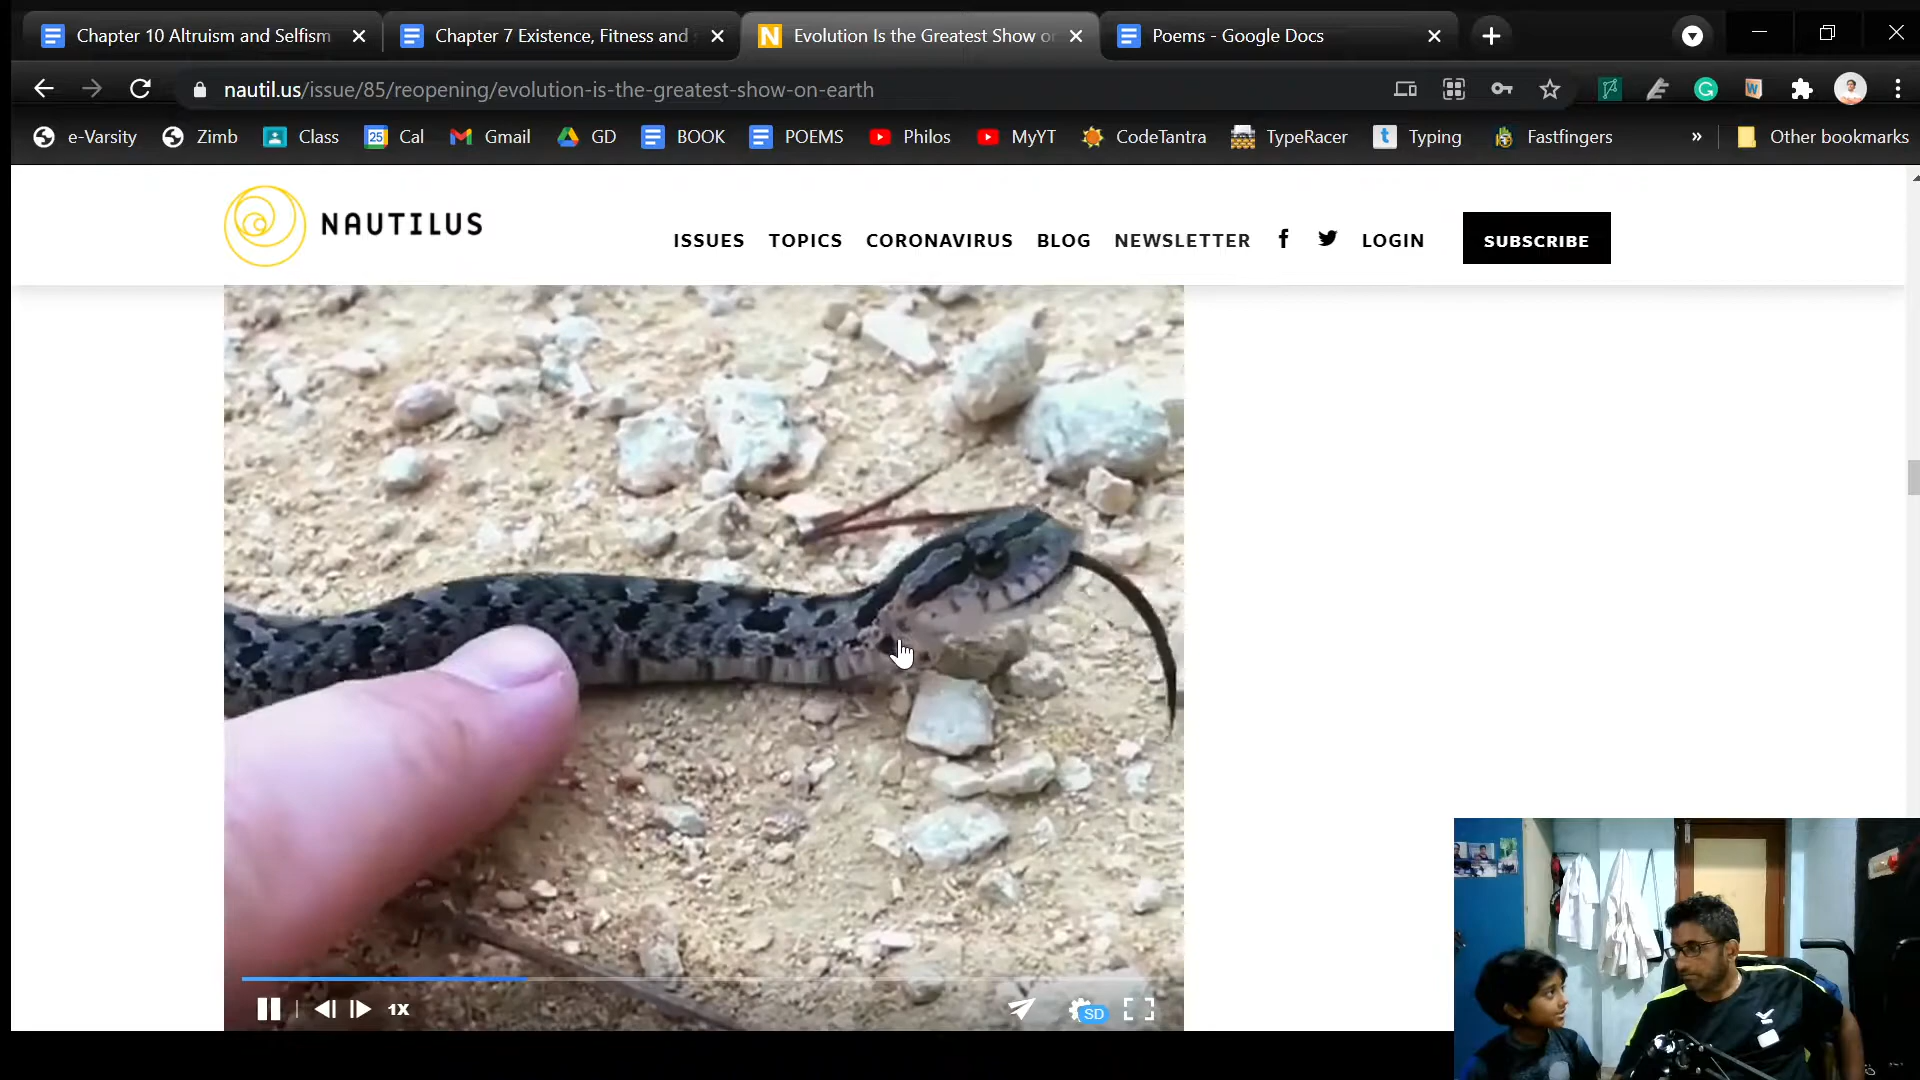 Chapter 10 Altruism and Selfism
Chapter 7 Existence, Fitness and
Evolution Is the Greatest Show o
Poems - Google Docs
nautil.us/issue/85/reopening/evolution-is-the-greatest-show-on-earth
e-Varsity Zimb Class Cal Gmail GD BOOK POEMS Philos MyYT CodeTantra TypeRacer Typing Fastfingers » Other bookmarks
NAUTILUS
ISSUES TOPICS CORONAVIRUS BLOG NEWSLETTER LOGIN SUBSCRIBE
1X
SD